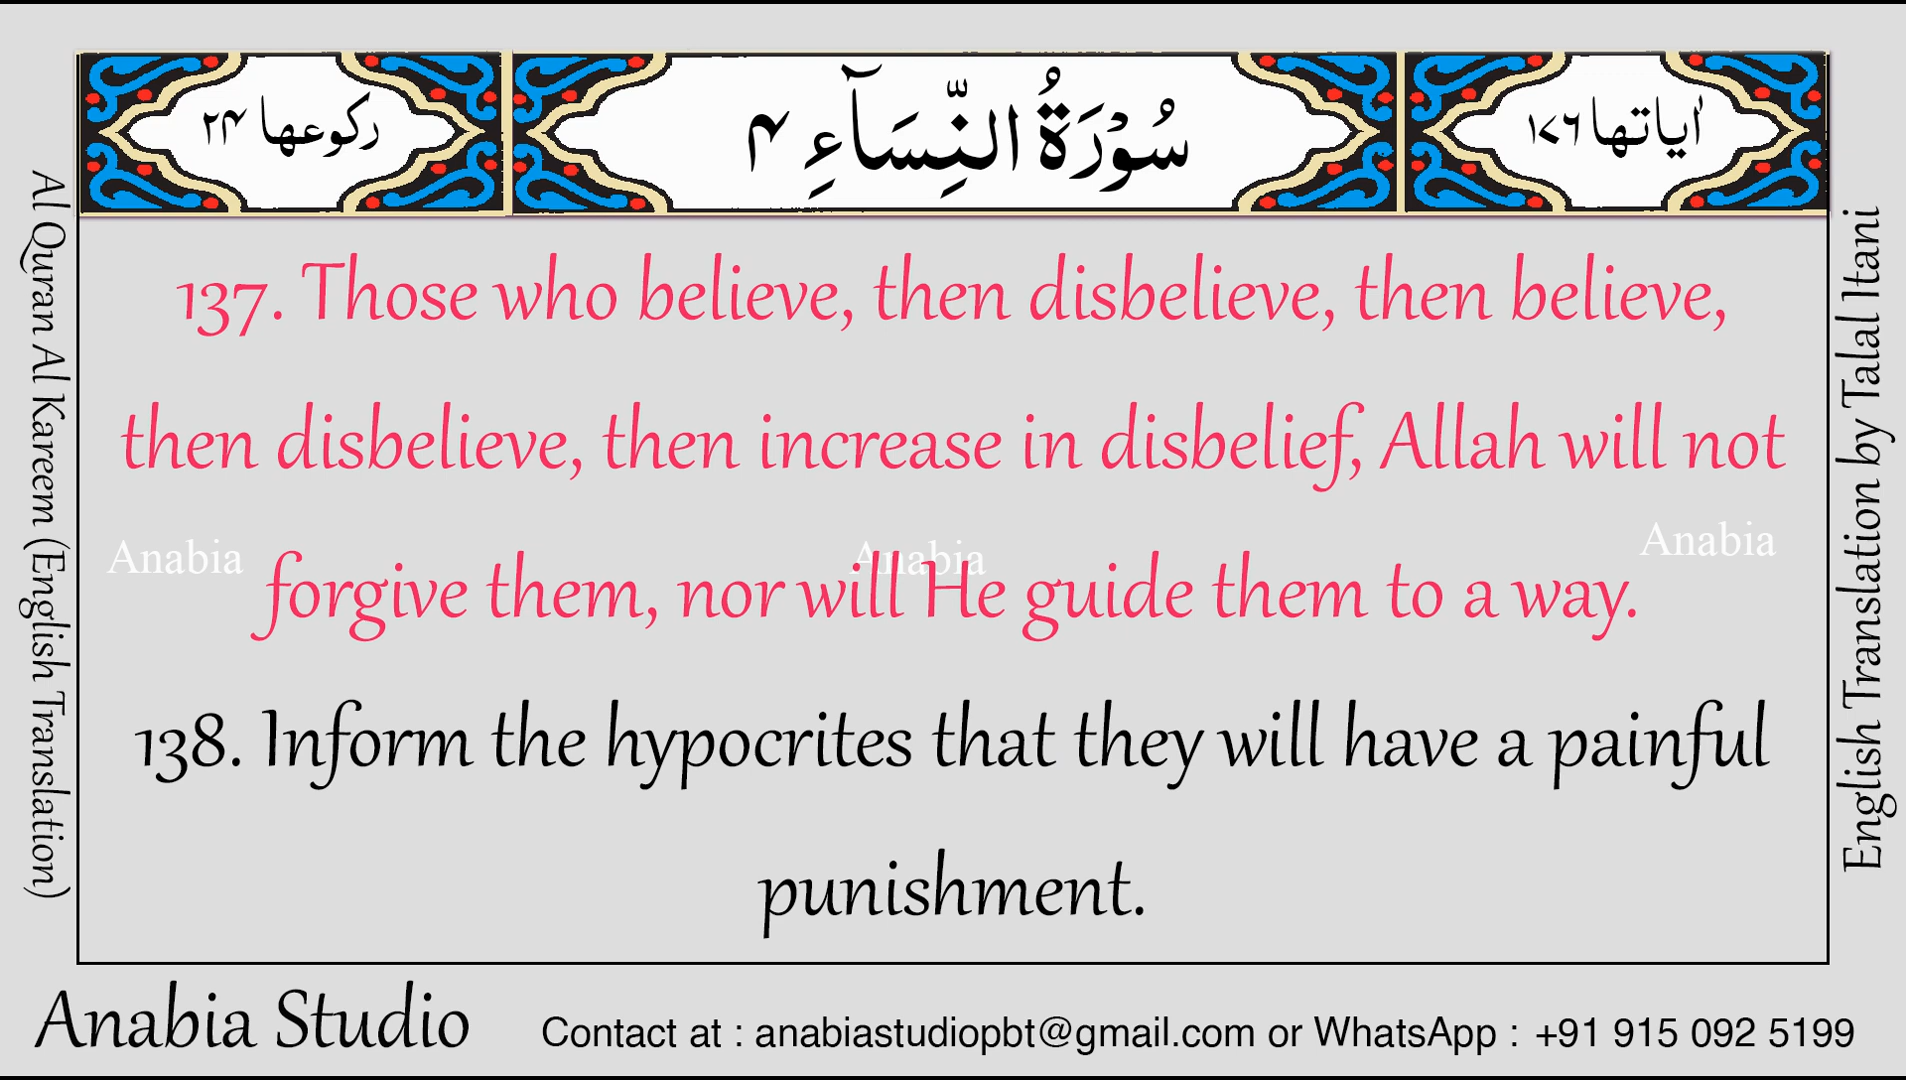 اٰیاتها ١٧٦
سُوْرَةُ النِّسَآءِ ۴
رکوعها ٢۴
Al Quran Al Kareem (English Translation)
137. Those who believe, then disbelieve, then believe,
then disbelieve, then increase in disbelief, Allah will not
forgive them, nor will He guide them to a way.
138. Inform the hypocrites that they will have a painful
punishment.
Anabia
Anabia
Anabia
English Translation by Talal Itani
Anabia Studio
Contact at : anabiastudiopbt@gmail.com or WhatsApp : +91 915 092 5199